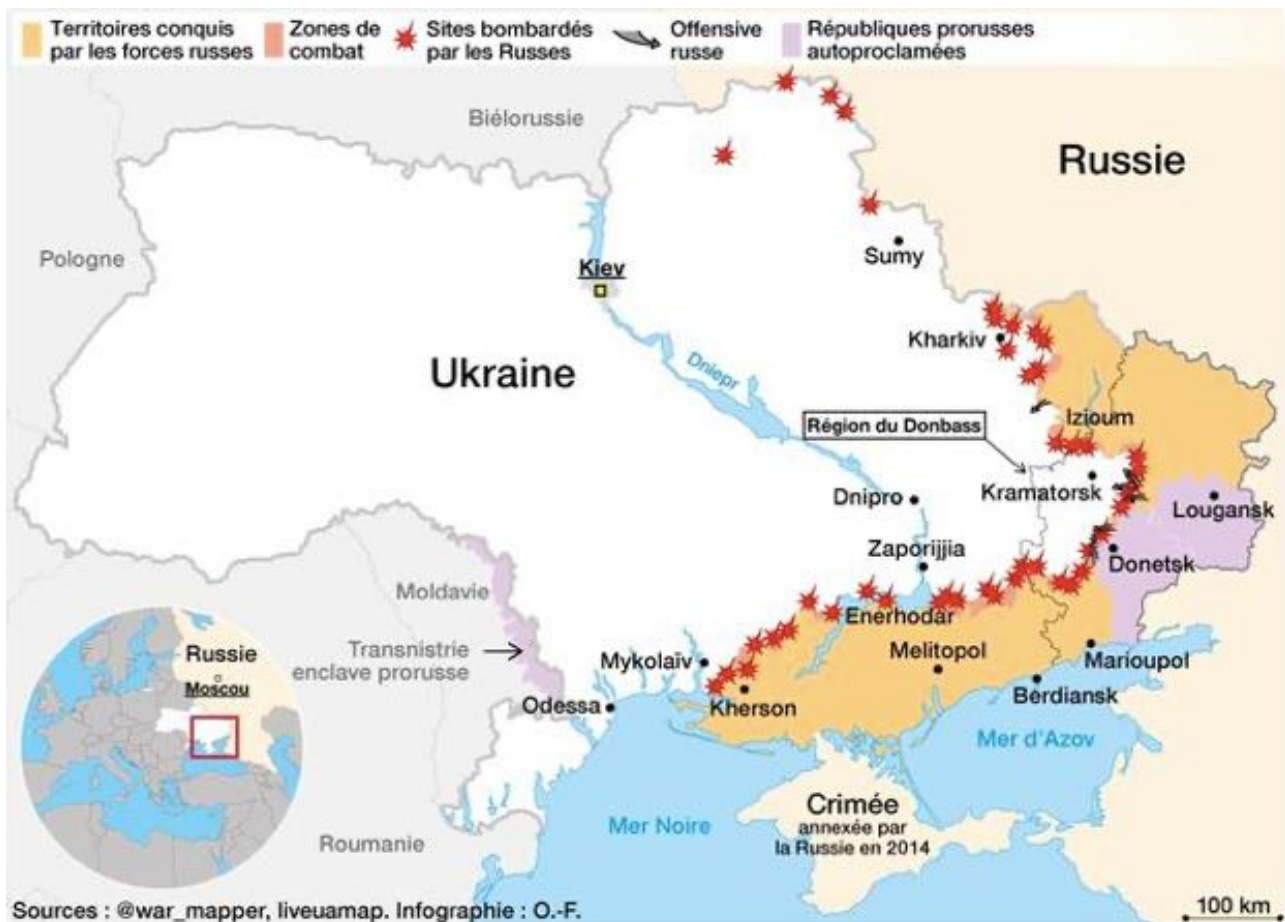 Territoires conquis
par les forces russes
Zones de
combat
Sites bombardés
par les Russes
Offensive
russe
Républiques prorusses
autoproclamées
Biélorussie
Russie
Pologne
Sumy
Kiev
Kharkiv
Ukraine
Dniepr
Izioum
Région du Donbass
Kramatorsk
Dnipro
Lougansk
Zaporijjia
Donetsk
Moldavie
Enerhodar
Transnistrie
enclave prorusse
Mykolaïv
Melitopol
Marioupol
Odessa
Kherson
Berdiansk
Mer d'Azov
Russie
Moscou
Crimée
annexée par
la Russie en 2014
Mer Noire
Roumanie
Sources : @war_mapper, liveuamap. Infographie : O.-F.
100 km